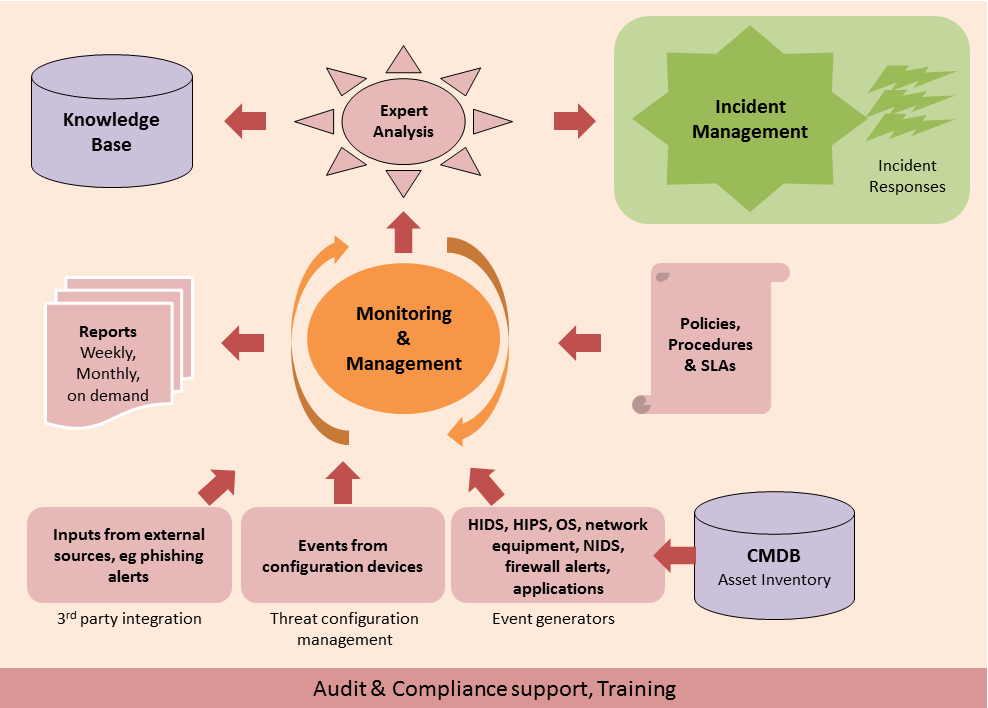 Knowledge
Base
Expert
Analysis
Incident
Management
Incident
Responses
Reports
Weekly,
Monthly,
on demand
Monitoring
&
Management
Policies,
Procedures
& SLAs
Inputs from external
sources, eg phishing
alerts
3rd party integration
Events from
configuration devices
Threat configuration
management
HIDS, HIPS, OS, network
equipment, NIDS,
firewall alerts,
applications
Event generators
CMDB
Asset Inventory
Audit & Compliance support, Training